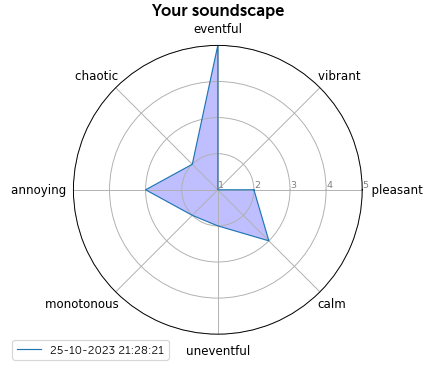 Your soundscape
eventful
chaotic
vibrant
annoying
1
2
3
4
5
pleasant
monotonous
calm
uneventful
25-10-2023 21:28:21